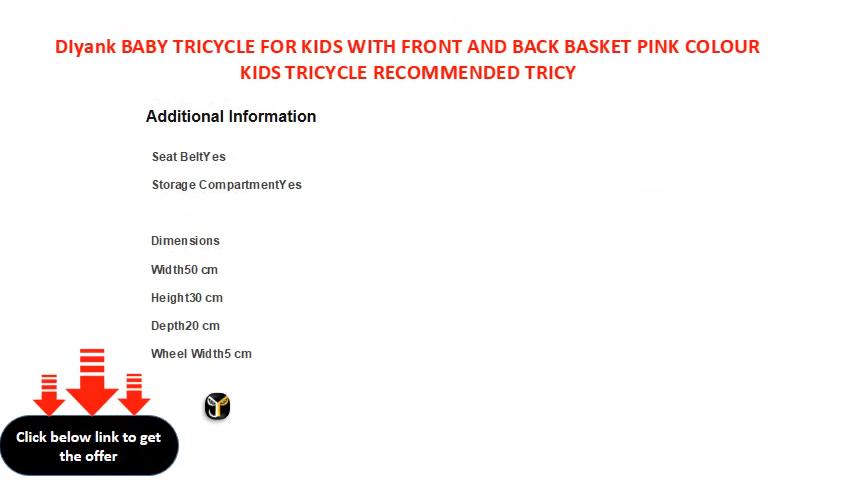 DIyank BABY TRICYCLE FOR KIDS WITH FRONT AND BACK BASKET PINK COLOUR
KIDS TRICYCLE RECOMMENDED TRICY
Additional Information
Seat BeltYes
Storage CompartmentYes
Dimensions
Width50 cm
Height30 cm
Depth20 cm
Wheel Width5 cm
Click below link to get
the offer